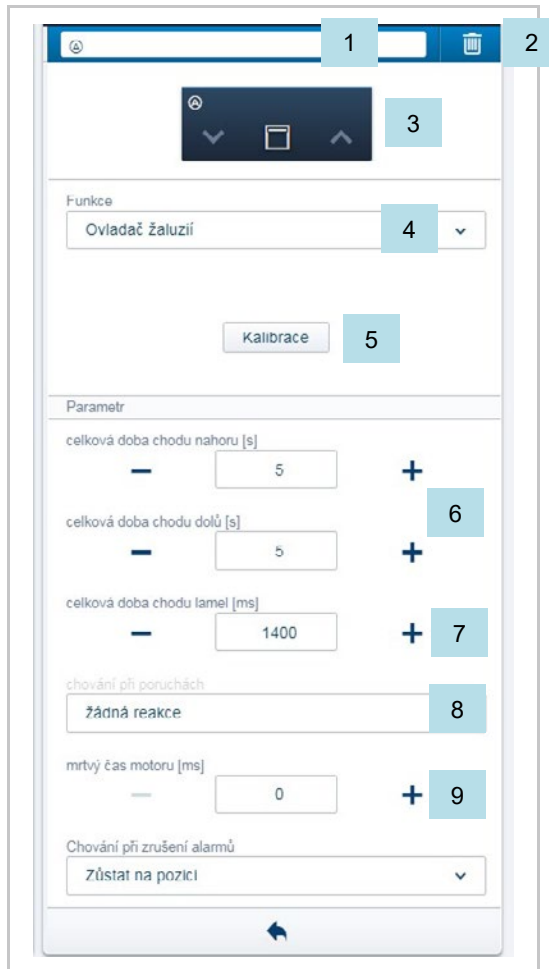 Ⓐ 1 2
Ⓐ
3
Funkce
Ovladač žaluzií 4
Kalibrace 5
Parametr
celková doba chodu nahoru [s]
− 5 +
6
celková doba chodu dolů [s]
− 5 +
celková doba chodu lamel [ms]
− 1400 + 7
chování při poruchách
žádná reakce 8
mrtvý čas motoru [ms]
− 0 + 9
Chování při zrušení alarmů
Zůstat na pozici